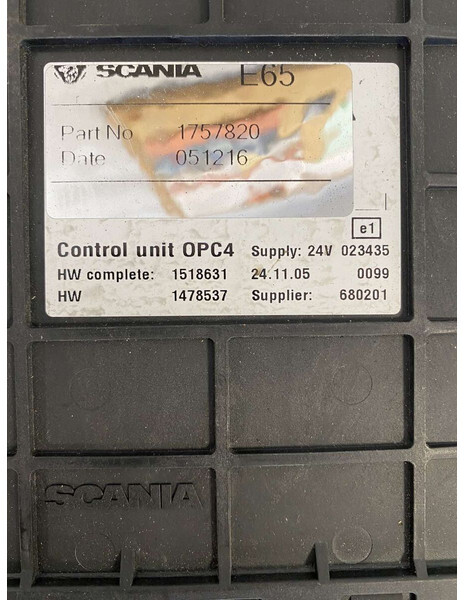 SCANIA E65
Part No 1757820
Date 051216
e1
Control unit OPC4 Supply: 24V 023435
HW complete: 1518631 24.11.05 0099
HW 1478537 Supplier: 680201
SCANIA